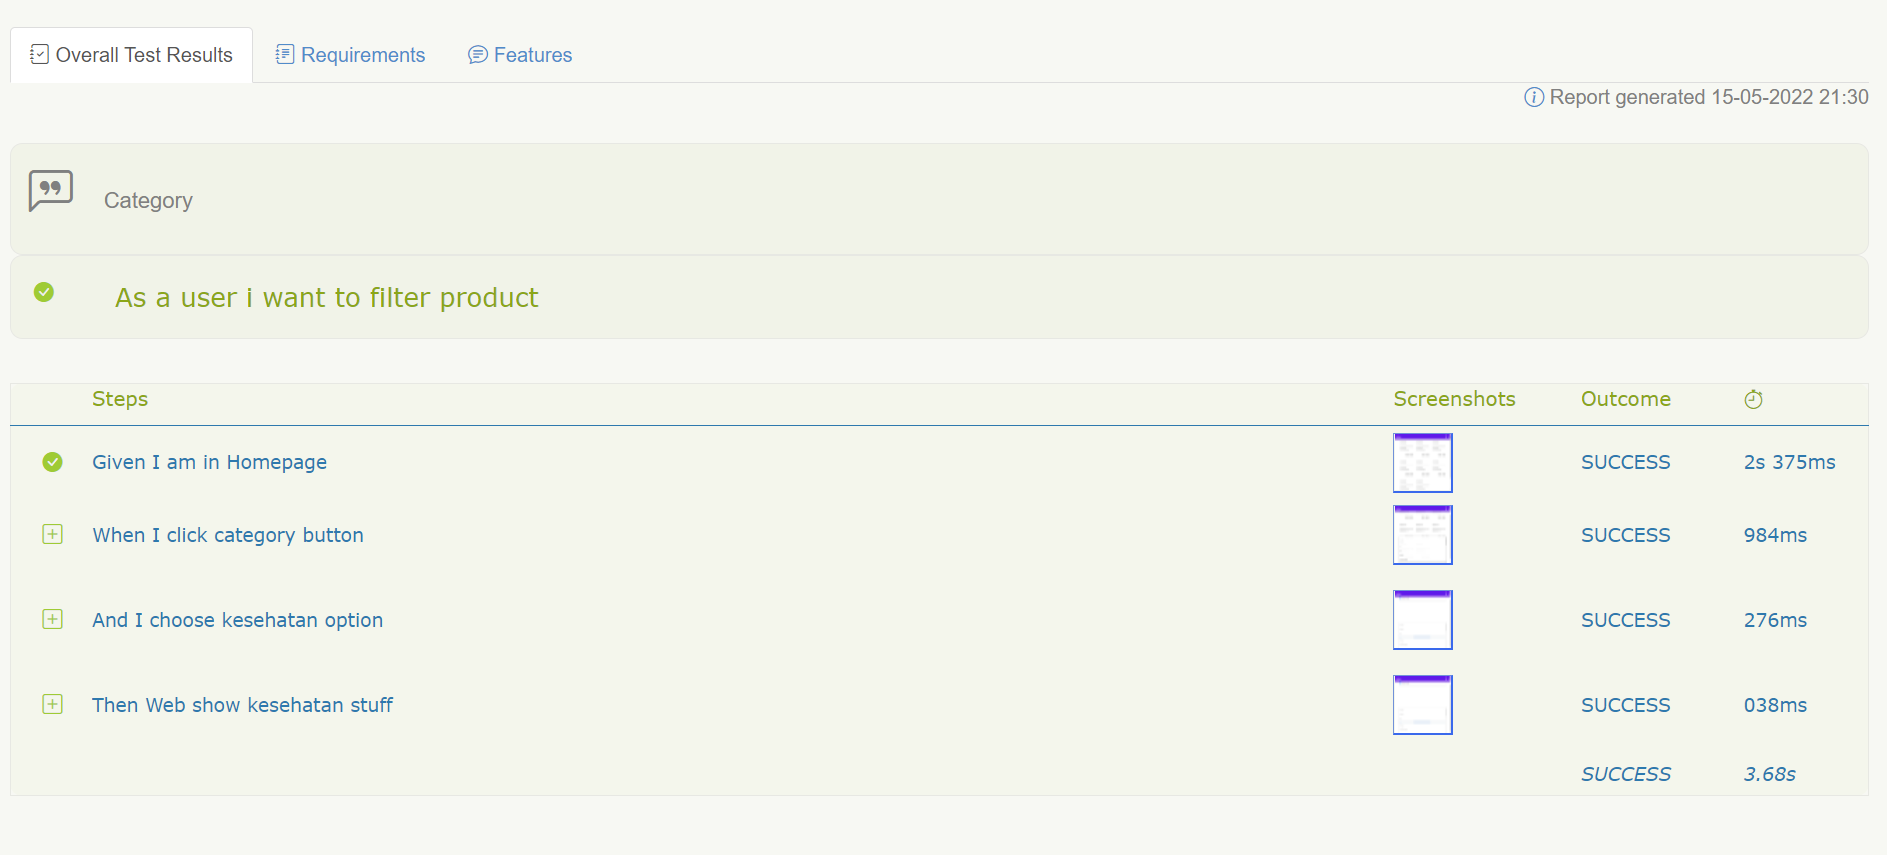 Overall Test Results Requirements Features
Report generated 15-05-2022 21:30
Category
As a user i want to filter product
Steps Screenshots Outcome
Given I am in Homepage SUCCESS 2s 375ms
When I click category button SUCCESS 984ms
And I choose kesehatan option SUCCESS 276ms
Then Web show kesehatan stuff SUCCESS 038ms
SUCCESS 3.68s